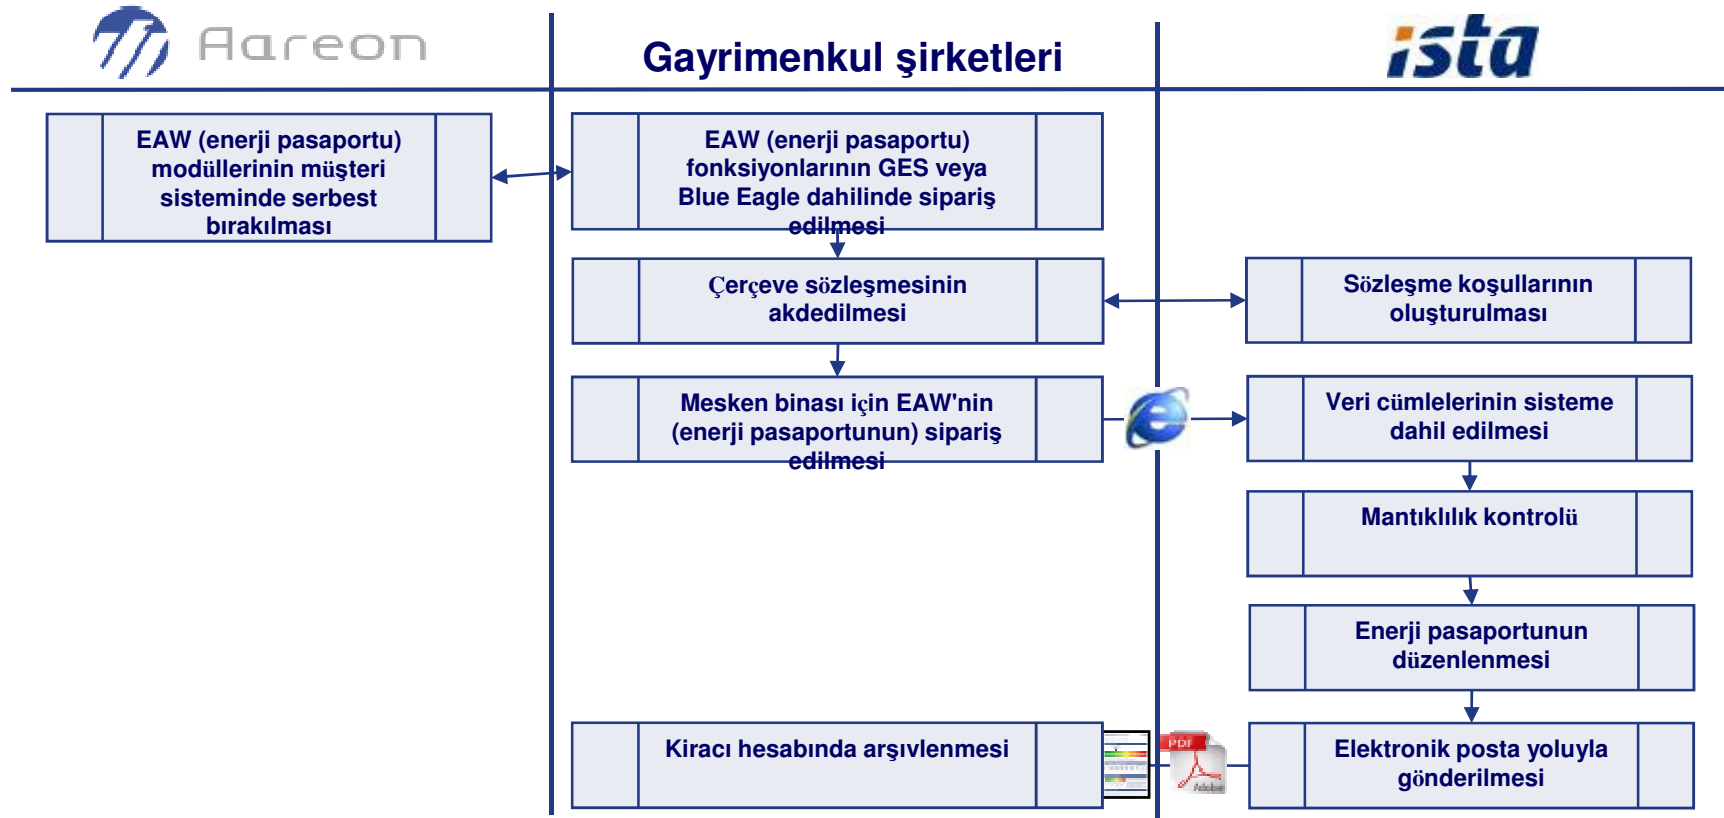 Aareon
Gayrimenkul şirketleri
ista
EAW (enerji pasaportu)
modüllerinin müşteri
sisteminde serbest
bırakılması
EAW (enerji pasaportu)
fonksiyonlarının GES veya
Blue Eagle dahilinde sipariş
edilmesi
Çerçeve sözleşmesinin
akdedilmesi
Sözleşme koşullarının
oluşturulması
Mesken binası için EAW'nin
(enerji pasaportunun) sipariş
edilmesi
Veri cümlelerinin sisteme
dahil edilmesi
Mantıklılık kontrolü
Enerji pasaportunun
düzenlenmesi
Kiracı hesabında arşıvlenmesi
PDF
Adobe
Elektronik posta yoluyla
gönderilmesi